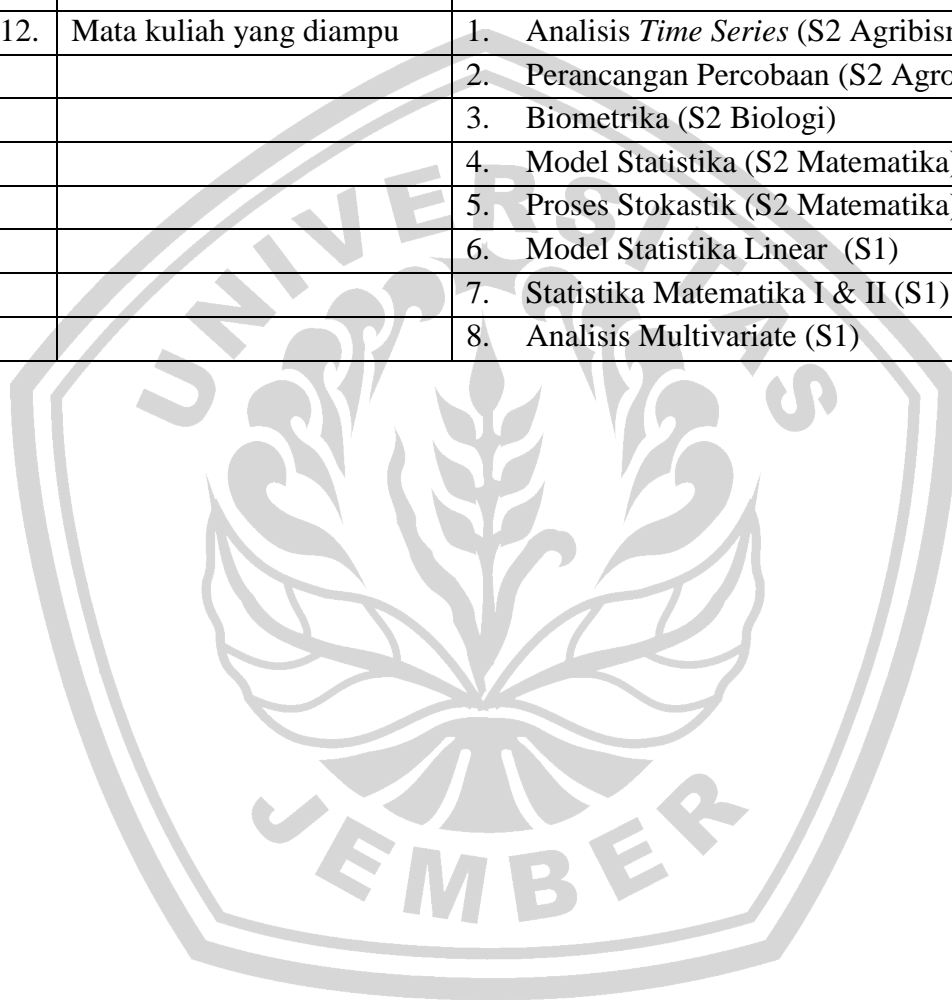 12. Mata kuliah yang diampu 1. Analisis Time Series (S2
2. Perancangan Percobaan (S2
3. Biometrika (S2 Biologi)
4. Model Statistika (S2 Matematika)
5. Proses Stokastik (S2 Matematika)
6. Model Statistika Linear (S1)
7. Statistika Matematika I & II (S1)
8. Analisis Multivariate (S1)
UNIVERSITAS
JEMBER